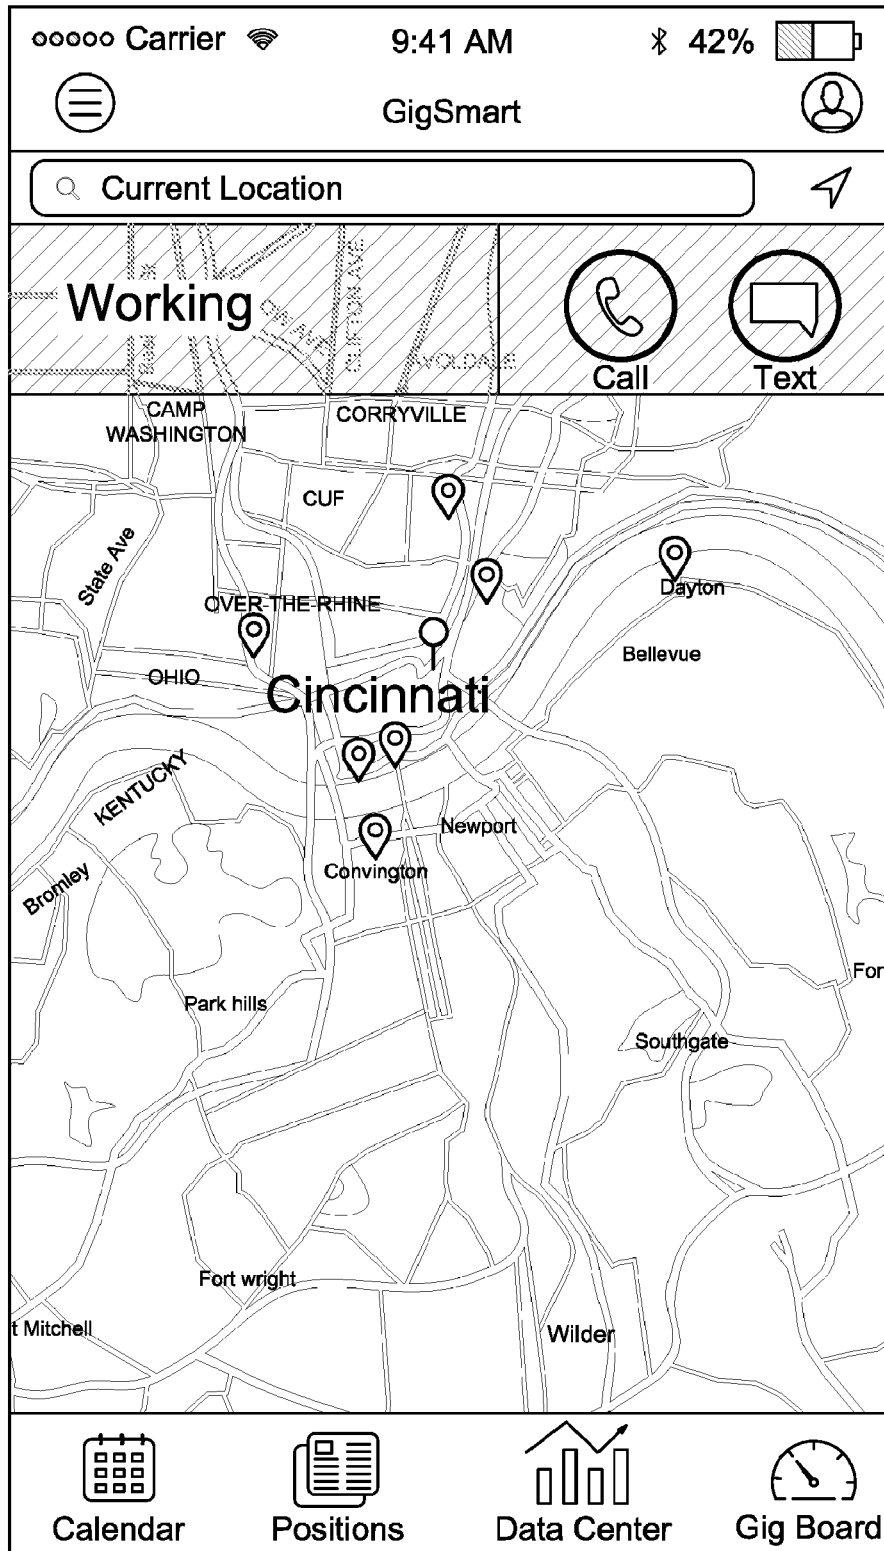 Carrier 9:41 AM 42%
GigSmart
Current Location
Working
CLIFTON AVE
Call Text
CAMP
WASHINGTON
CORRYVILLE
CUF
State Ave
Dayton
OVER-THE-RHINE
Bellevue
OHIO
Cincinnati
KENTUCKY
Newport
Convington
Bromley
For
Park hills
Southgate
Fort wright
t Mitchell
Wilder
Calendar Positions Data Center Gig Board